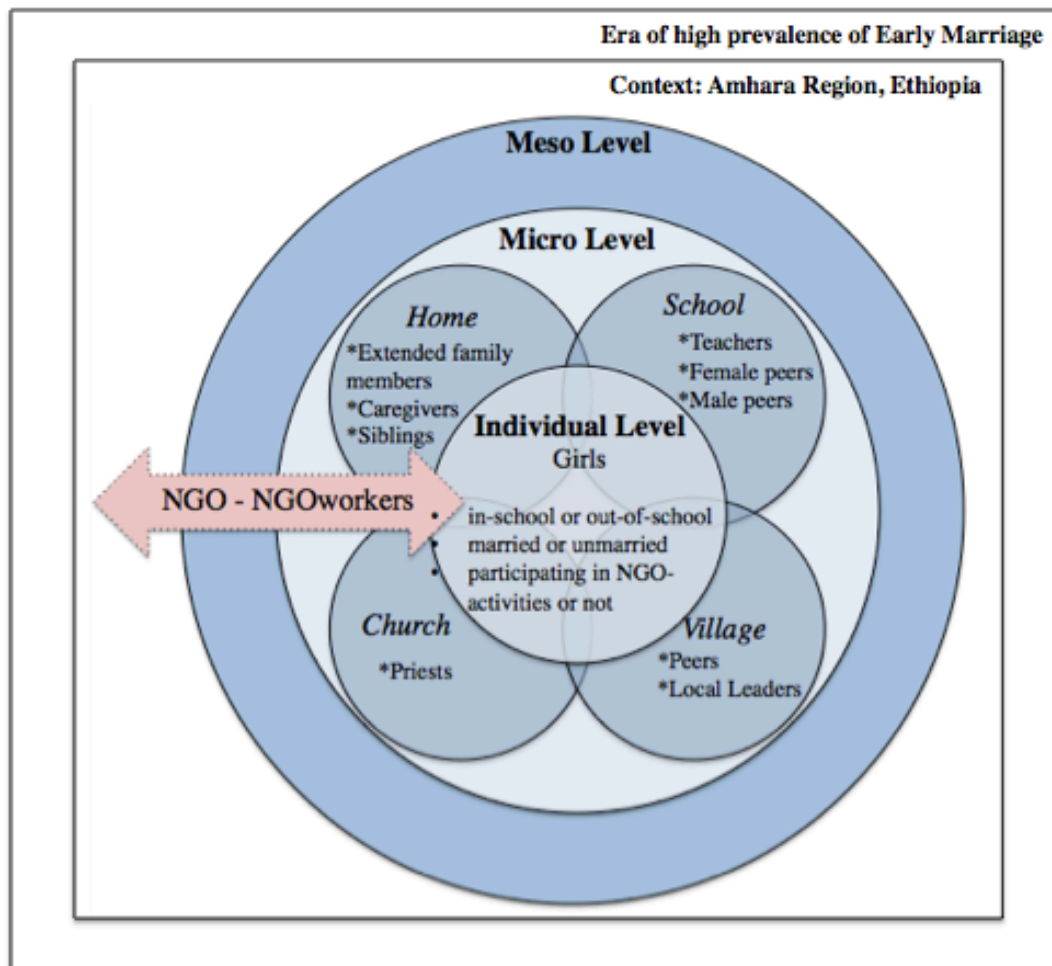 Era of high prevalence of Early Marriage
Context: Amhara Region, Ethiopia
Meso Level
Micro Level
Home
*Extended family
members
*Caregivers
*Siblings
School
*Teachers
*Female peers
*Male peers
Individual Level
Girls
• in-school or out-of-school
• married or unmarried
• participating in NGO-
activities or not
NGO - NGOworkers
Church
*Priests
Village
*Peers
*Local Leaders